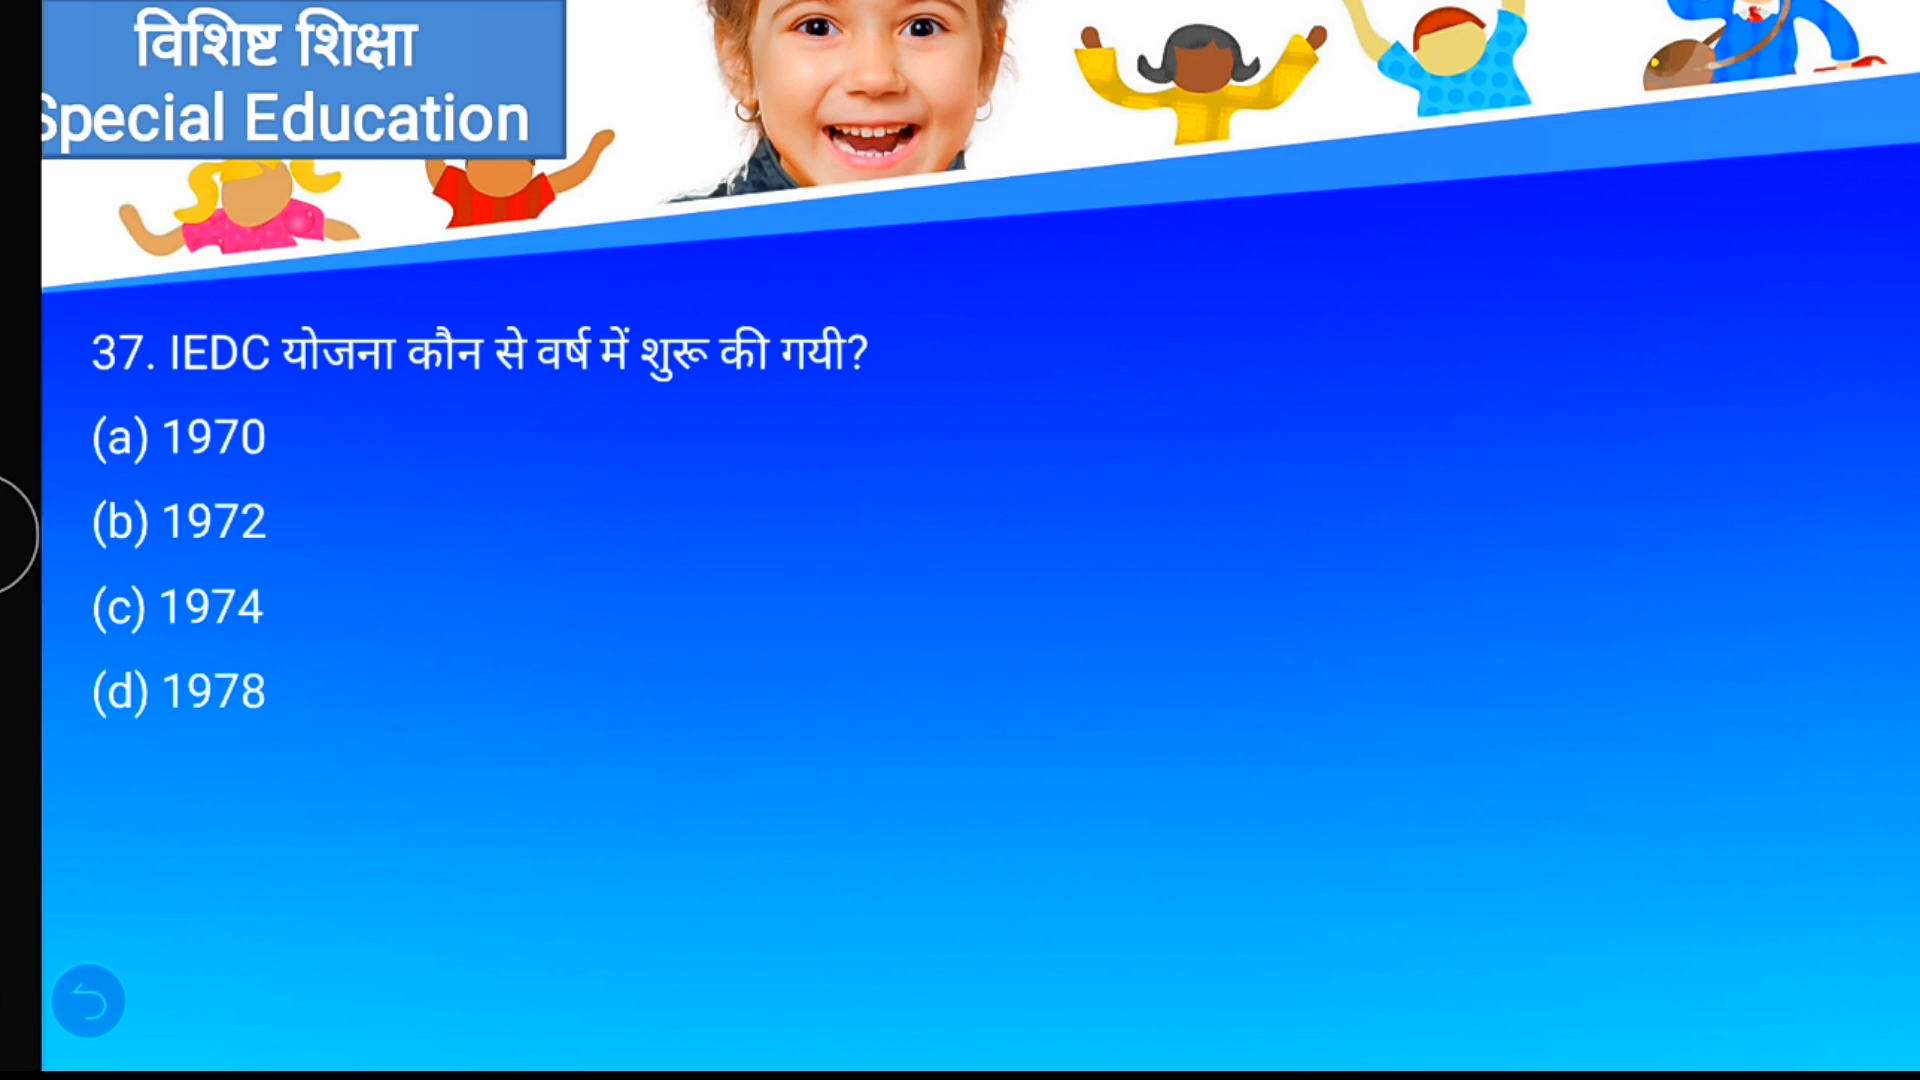 विशिष्ट शिक्षा
Special Education
37. IEDC योजना कौन से वर्ष में शुरू की गयी?
(a) 1970
(b) 1972
(c) 1974
(d) 1978